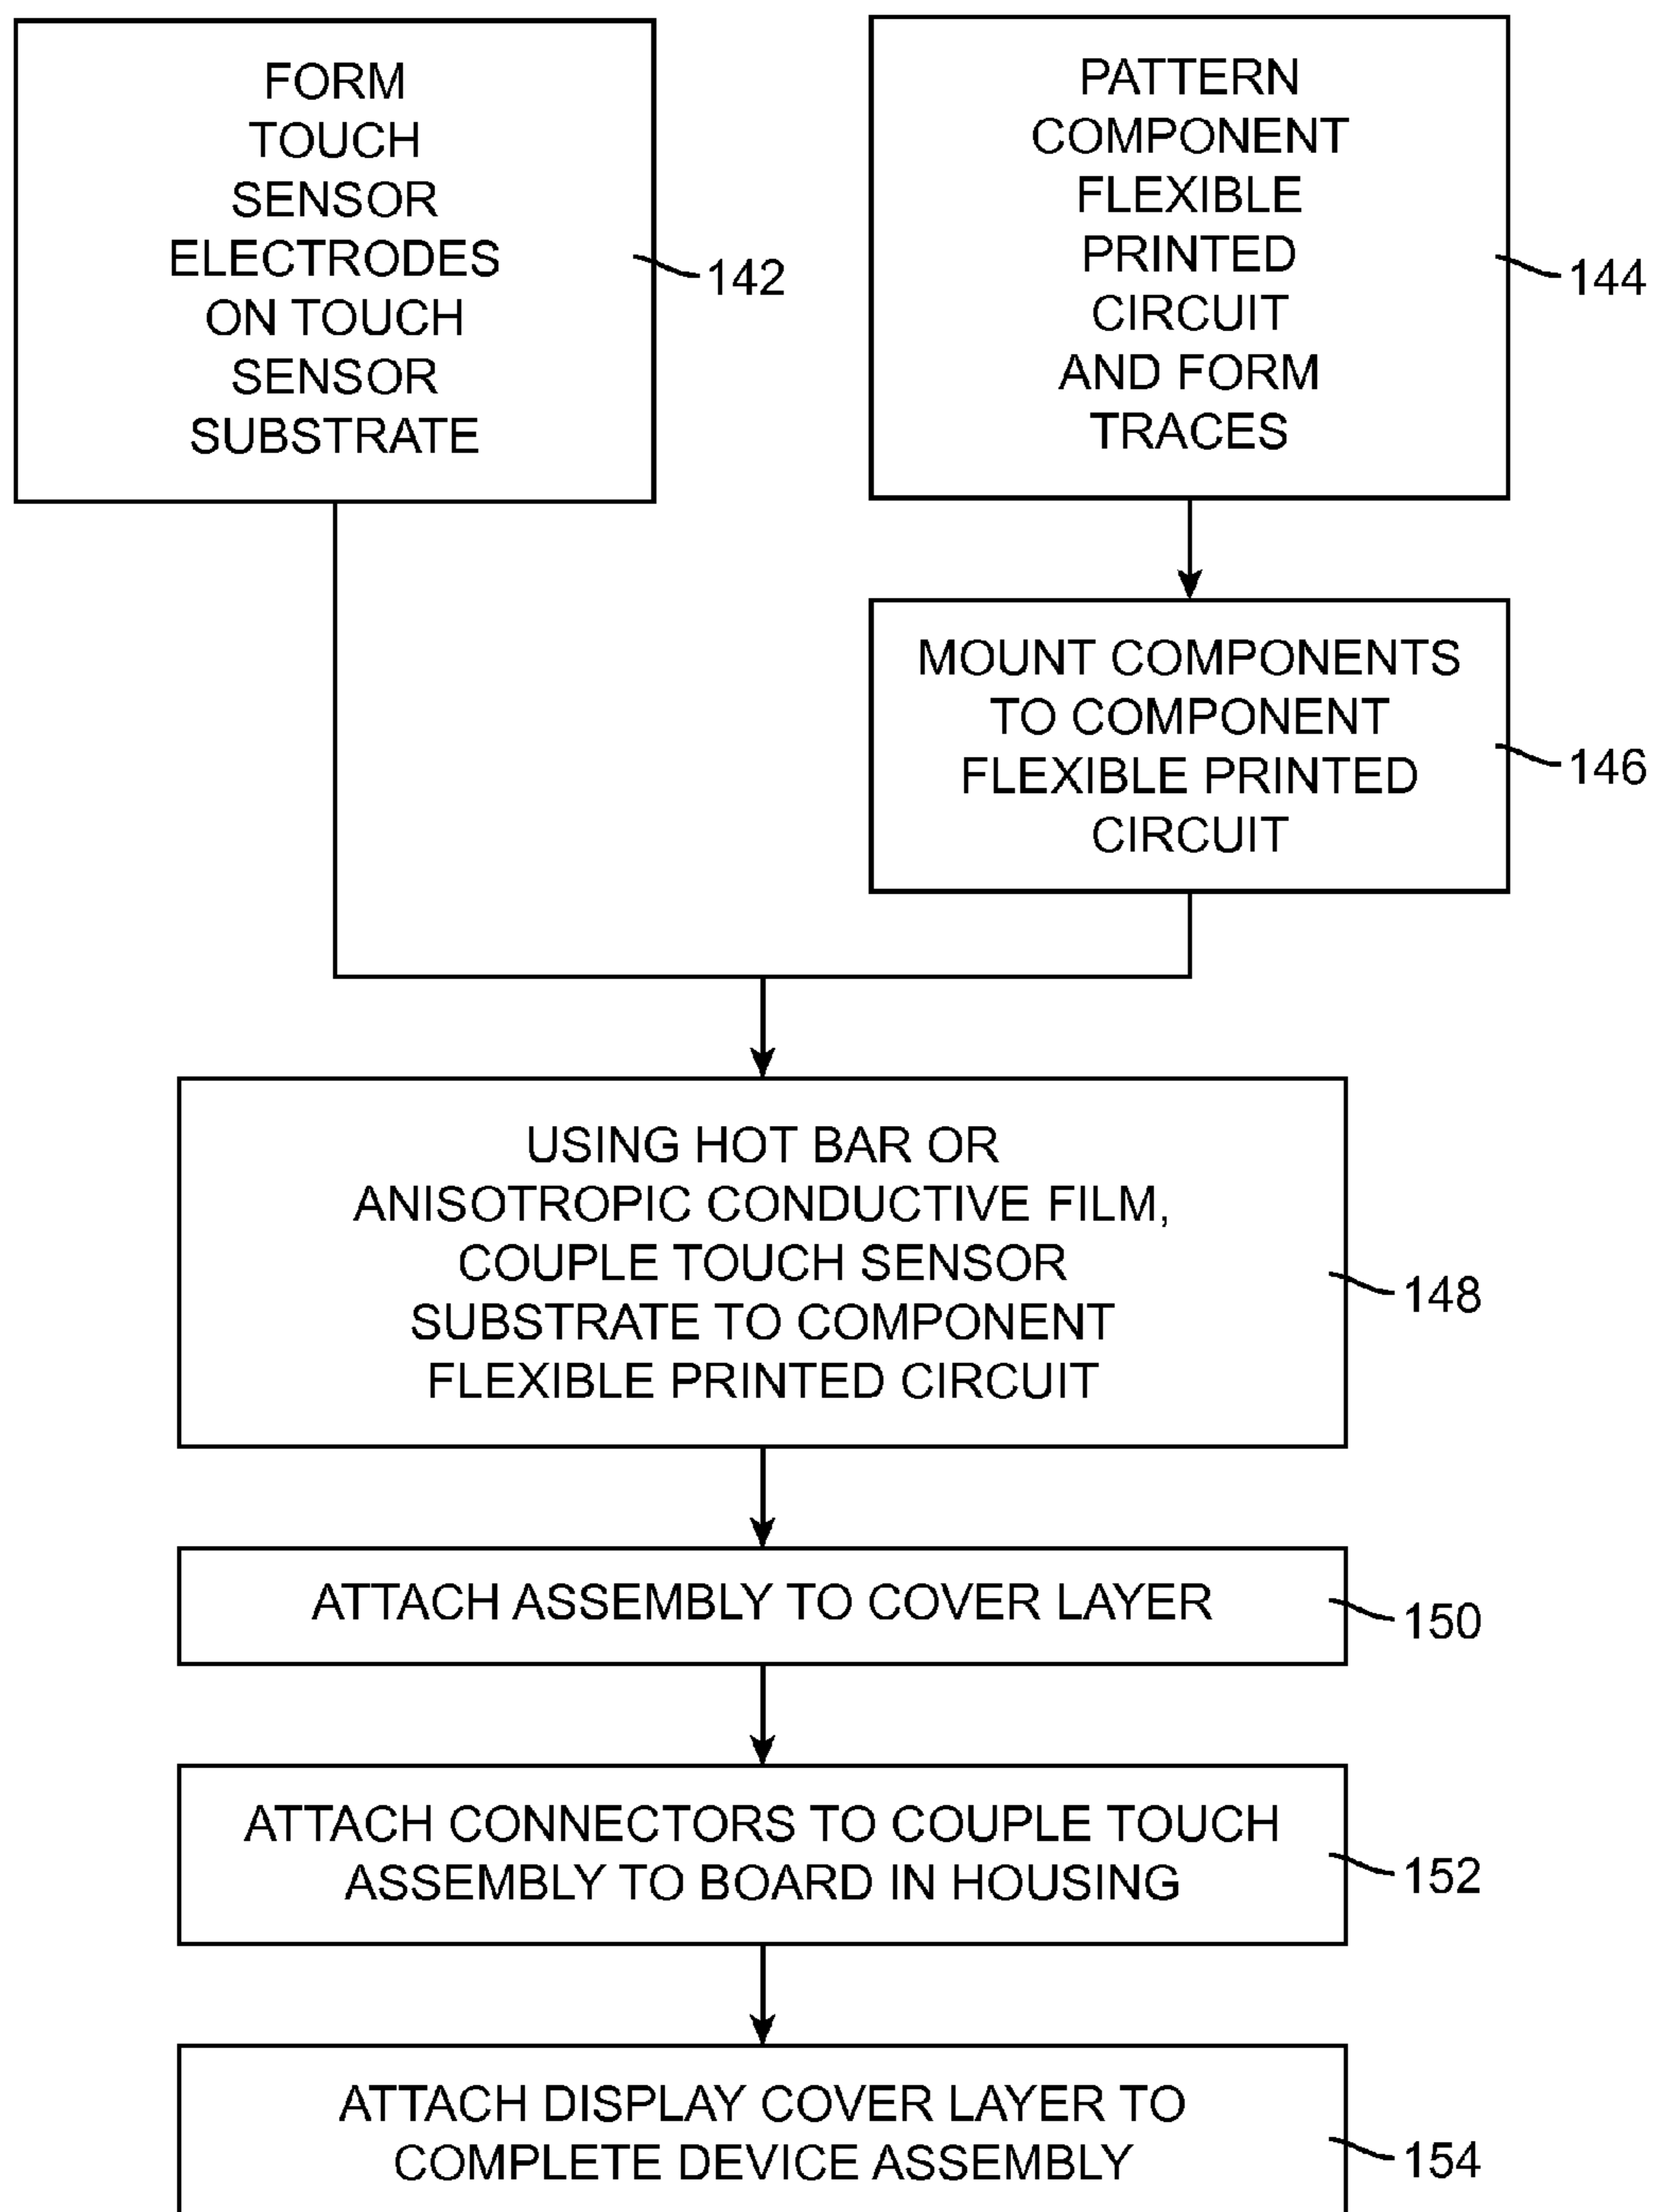 FORM
TOUCH
SENSOR
ELECTRODES
ON TOUCH
SENSOR
SUBSTRATE
142
PATTERN
COMPONENT
FLEXIBLE
PRINTED
CIRCUIT
AND FORM
TRACES
144
MOUNT COMPONENTS
TO COMPONENT
FLEXIBLE PRINTED
CIRCUIT
146
USING HOT BAR OR
ANISOTROPIC CONDUCTIVE FILM,
COUPLE TOUCH SENSOR
SUBSTRATE TO COMPONENT
FLEXIBLE PRINTED CIRCUIT
148
ATTACH ASSEMBLY TO COVER LAYER
150
ATTACH CONNECTORS TO COUPLE TOUCH
ASSEMBLY TO BOARD IN HOUSING
152
ATTACH DISPLAY COVER LAYER TO
COMPLETE DEVICE ASSEMBLY
154